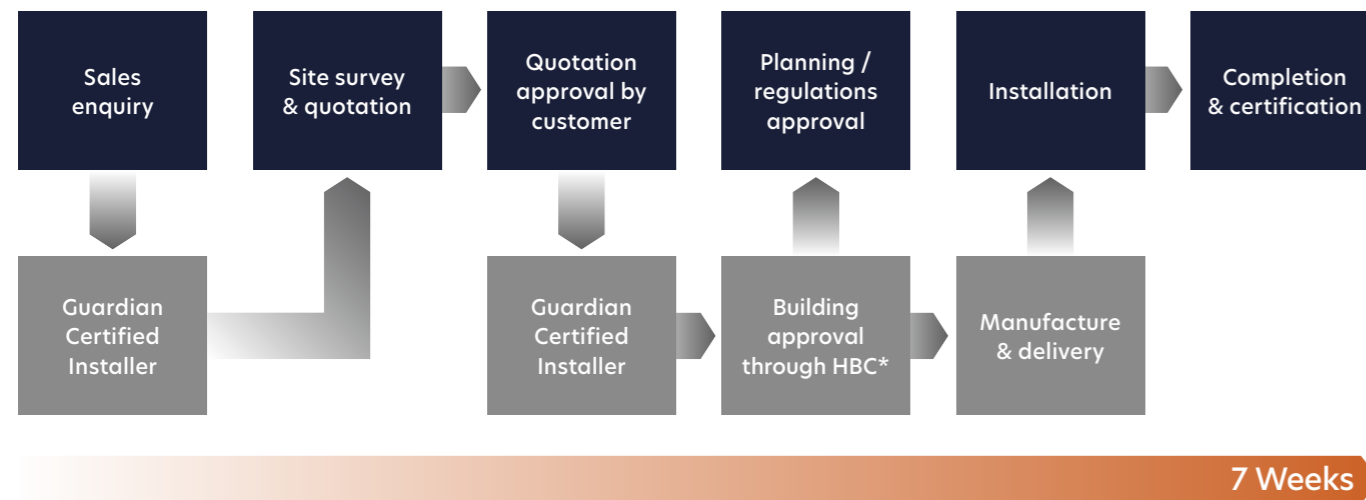 Sales
enquiry
Site survey
& quotation
Quotation
approval by
customer
Planning /
regulations
approval
Installation
Completion
& certification
Guardian
Certified
Installer
Guardian
Certified
Installer
Building
approval
through HBC*
Manufacture
& delivery
7 Weeks